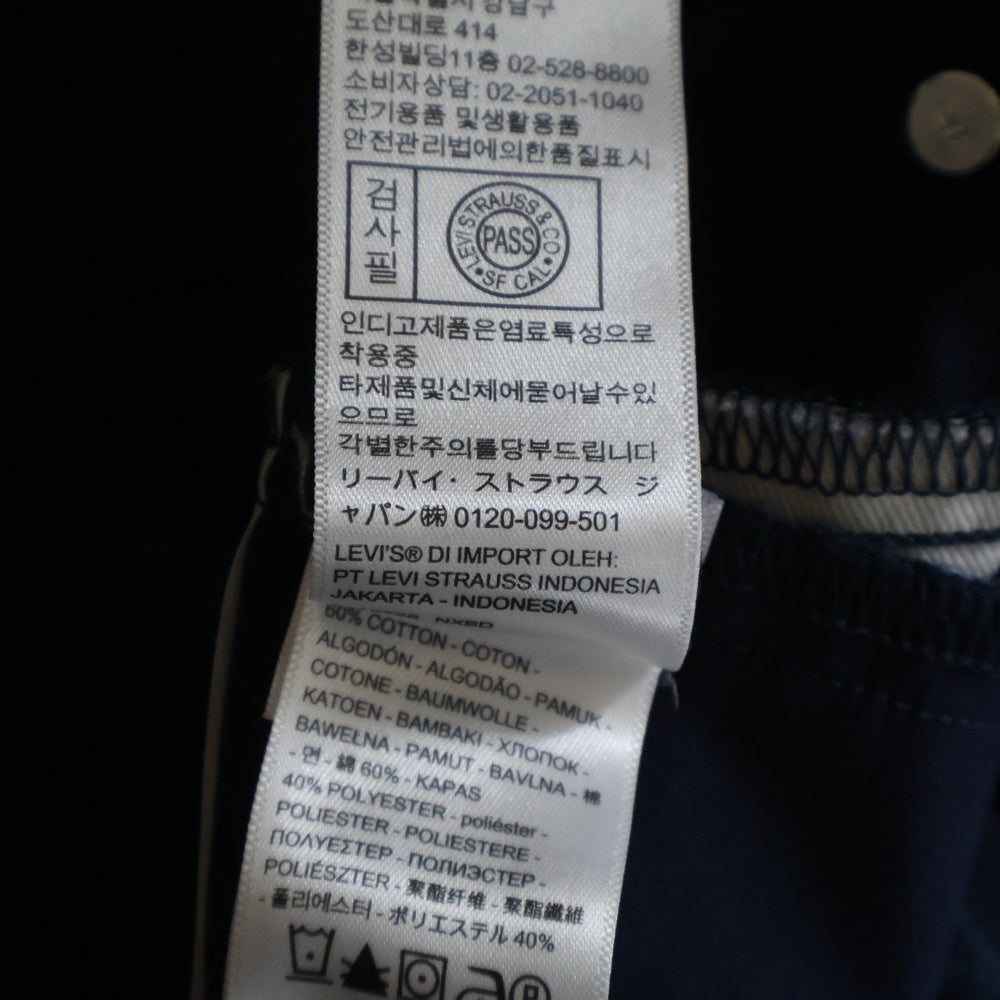 도산대로 414
한성빌딩11층 02-528-8800
소비자상담: 02-2051-1040
전기용품 및생활용품
안전관리법에의한품질표시
검사필
LEVI STRAUSS & CO
PASS
SF CAL
인디고제품은염료특성으로
착용중
타제품및신체에묻어날수있
으므로
각별한주의를당부드립니다
リーバイ・ ストラウス ジ
ャパン㈱ 0120-099-501
LEVI'S® DI IMPORT OLEH:
PT LEVI STRAUSS INDONESIA
JAKARTA - INDONESIA
60% COTTON - COTON -
ALGODÓN - ALGODÃO - PAMUK -
COTONE - BAUMWOLLE -
KATOEN - BAMBAKI - ХЛОПОК -
BAWEŁNA - PAMUT - BAVLNA - 棉
- 면 - 綿 60% - KAPAS
40% POLYESTER - poliéster -
POLIESTER - POLIESTERE -
ΠΟΛΥΕΣΤΕΡ - ПОЛИЭСТЕР -
POLIÉSZTER - 聚酯纤维 - 聚酯纖維
- 폴리에스터 - ポリエステル 40%